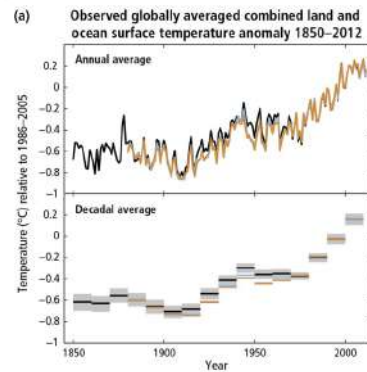 (a)
Observed globally averaged combined land and
ocean surface temperature anomaly 1850–2012
Annual average
0.2
0
−0.2
−0.4
−0.6
−0.8
Temperature (°C) relative to 1986–2005
Decadal average
0.2
0
−0.2
−0.4
−0.6
−0.8
−1
1850
1900
1950
2000
Year